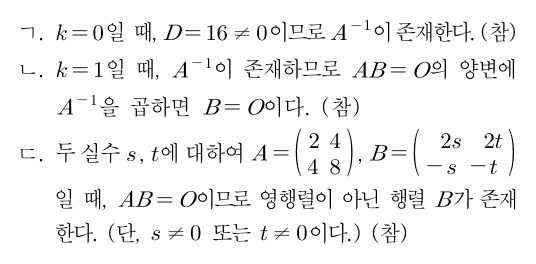 ㄱ. k=0일 때, D=16≠0이므로 A⁻¹이 존재한다. (참)
ㄴ. k=1일 때, A⁻¹이 존재하므로 AB=O의 양변에
A⁻¹을 곱하면 B=O이다. (참)
ㄷ. 두 실수 s, t에 대하여 A=(2 4 / 4 8), B=(2s 2t / -s -t)
일 때, AB=O이므로 영행렬이 아닌 행렬 B가 존재
한다. (단, s≠0 또는 t≠0이다.) (참)